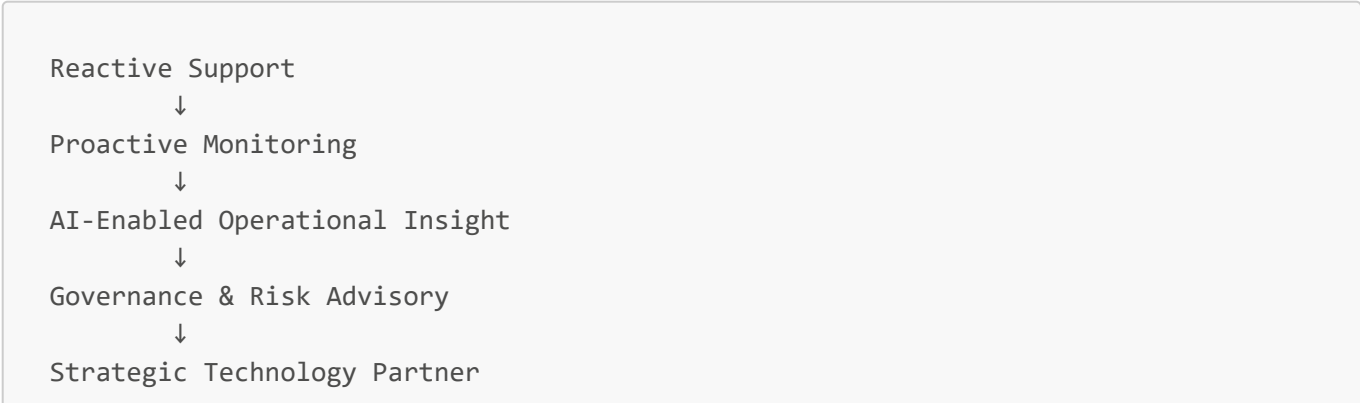 Reactive Support
↓
Proactive Monitoring
↓
AI-Enabled Operational Insight
↓
Governance & Risk Advisory
↓
Strategic Technology Partner